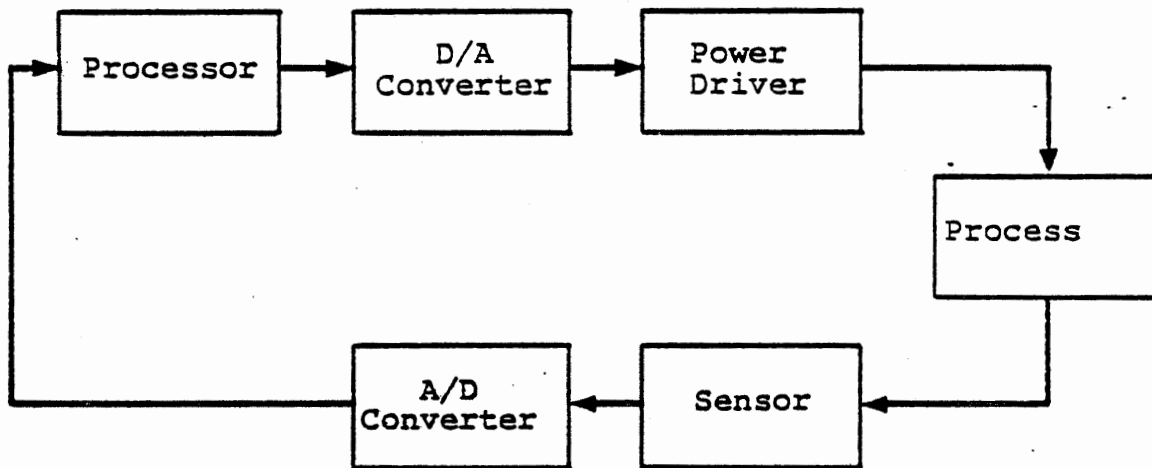 Processor
D/A
Converter
Power
Driver
Process
A/D
Converter
Sensor